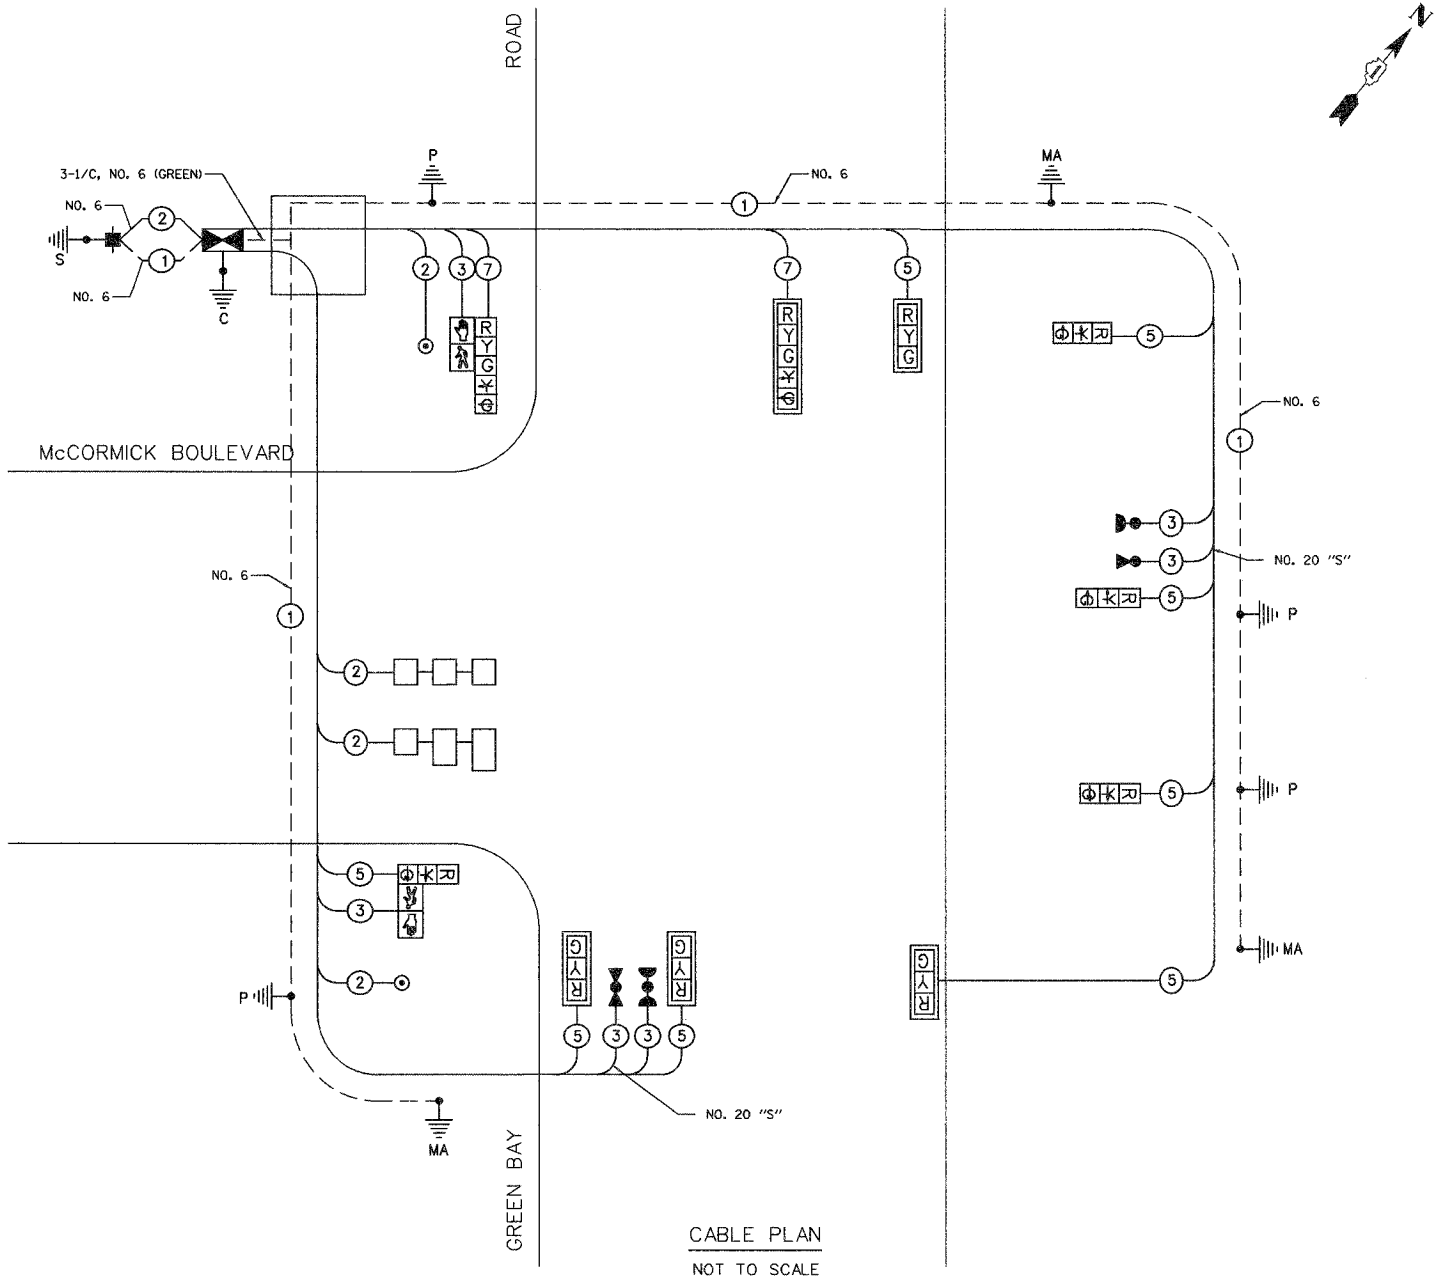 ROAD
N
P
MA
3-1/C, NO. 6 (GREEN)
NO. 6
2
1
NO. 6
S
NO. 6
1
C
2
3
7
7
5
R
Y
G
Y
G
R
Y
G
Y
G
R
Y
G
G Y R
5
NO. 6
1
McCORMICK BOULEVARD
3
3
NO. 20 "S"
NO. 6
1
G Y R
5
P
2
2
G Y R
5
P
5
G Y R
3
2
P
G
Y
R
G
Y
R
G
Y
R
5
MA
5
3
3
5
NO. 20 "S"
MA
GREEN BAY
CABLE PLAN
NOT TO SCALE